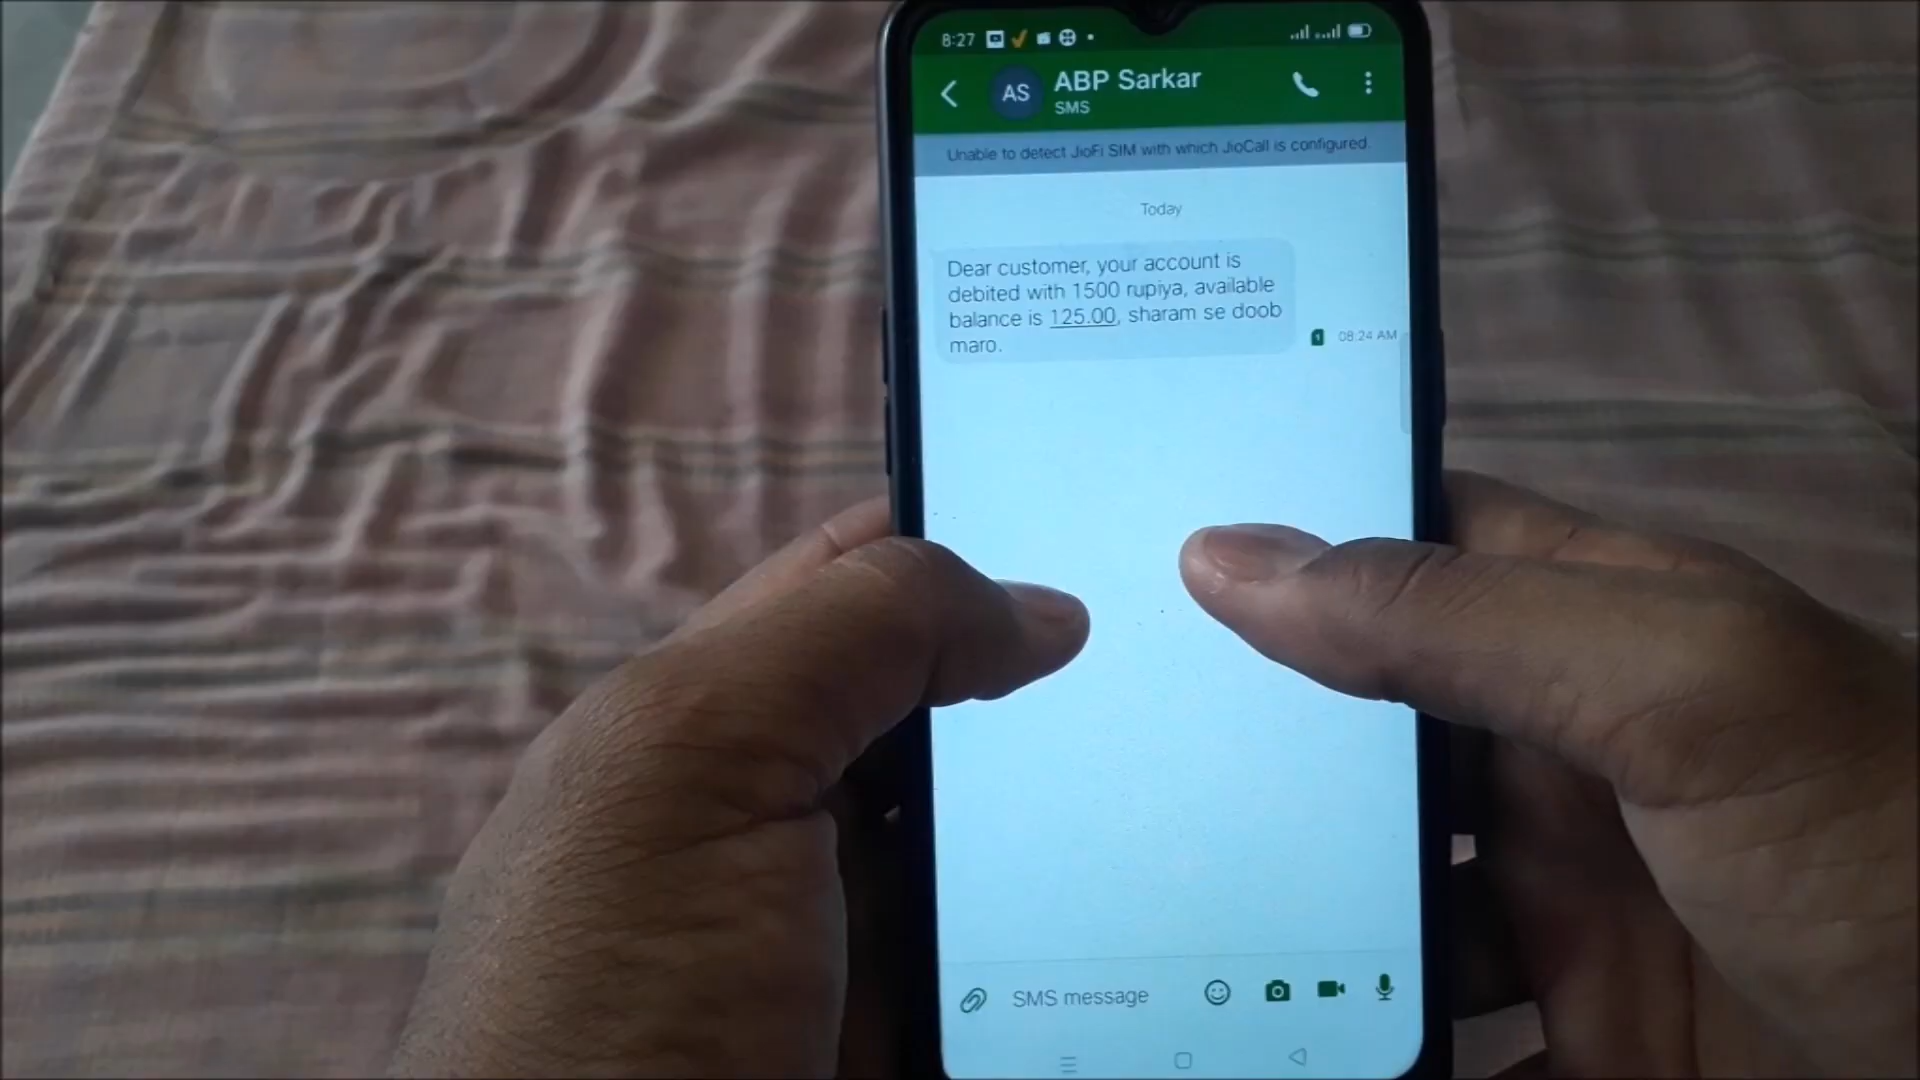 8:27
AS
ABP Sarkar
SMS
Unable to detect JioFi SIM with which JioCall is configured.
Today
Dear customer, your account is
debited with 1500 rupiya, available
balance is 125.00, sharam se doob
maro.
1 08:24 AM
SMS message